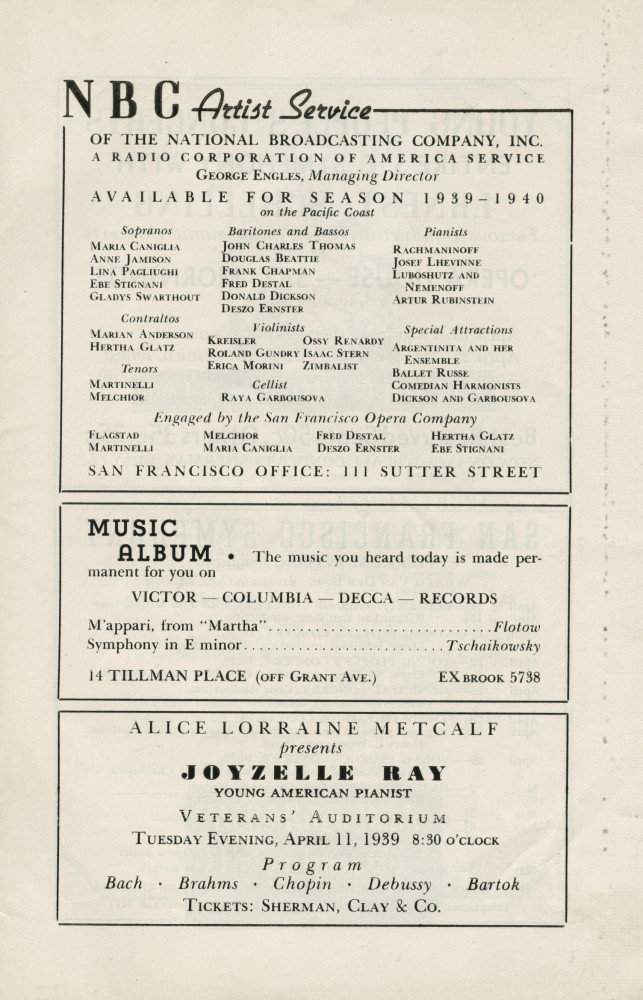 NBC Artist Service
OF THE NATIONAL BROADCASTING COMPANY, INC.
A RADIO CORPORATION OF AMERICA SERVICE
GEORGE ENGLES, Managing Director
AVAILABLE FOR SEASON 1939–1940
on the Pacific Coast
Sopranos
MARIA CANIGLIA
ANNE JAMISON
LINA PAGLIUGHI
EBE STIGNANI
GLADYS SWARTHOUT
Contraltos
MARIAN ANDERSON
HERTHA GLATZ
Tenors
MARTINELLI
MELCHIOR
Baritones and Bassos
JOHN CHARLES THOMAS
DOUGLAS BEATTIE
FRANK CHAPMAN
FRED DESTAL
DONALD DICKSON
DESZO ERNSTER
Violinists
KREISLER OSSY RENARDY
ROLAND GUNDRY ISAAC STERN
ERICA MORINI ZIMBALIST
Cellist
RAYA GARBOUSOVA
Pianists
RACHMANINOFF
JOSEF LHEVINNE
LUBOSHUTZ AND
NEMENOFF
ARTUR RUBINSTEIN
Special Attractions
ARGENTINITA AND HER
ENSEMBLE
BALLET RUSSE
COMEDIAN HARMONISTS
DICKSON AND GARBOUSOVA
Engaged by the San Francisco Opera Company
FLAGSTAD MELCHIOR FRED DESTAL HERTHA GLATZ
MARTINELLI MARIA CANIGLIA DESZO ERNSTER EBE STIGNANI
SAN FRANCISCO OFFICE: 111 SUTTER STREET
MUSIC
ALBUM • The music you heard today is made per-
manent for you on
VICTOR — COLUMBIA — DECCA — RECORDS
M'appari, from "Martha"............................Flotow
Symphony in E minor.........................Tschaikowsky
14 TILLMAN PLACE (OFF GRANT AVE.) EXBROOK 5738
ALICE LORRAINE METCALF
presents
JOYZELLE RAY
YOUNG AMERICAN PIANIST
VETERANS' AUDITORIUM
TUESDAY EVENING, APRIL 11, 1939 8:30 O'CLOCK
Program
Bach · Brahms · Chopin · Debussy · Bartok
TICKETS: SHERMAN, CLAY & CO.